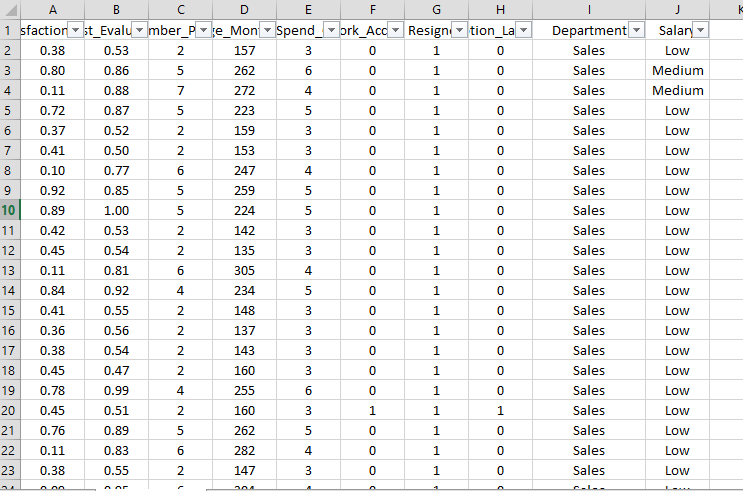 A B C D E F G H I J K
1 sfaction st_Evalu mber_P ge_Mon Spend_ ork_Acc Resign tion_La Department Salary
2 0.38 0.53 2 157 3 0 1 0 Sales Low
3 0.80 0.86 5 262 6 0 1 0 Sales Medium
4 0.11 0.88 7 272 4 0 1 0 Sales Medium
5 0.72 0.87 5 223 5 0 1 0 Sales Low
6 0.37 0.52 2 159 3 0 1 0 Sales Low
7 0.41 0.50 2 153 3 0 1 0 Sales Low
8 0.10 0.77 6 247 4 0 1 0 Sales Low
9 0.92 0.85 5 259 5 0 1 0 Sales Low
10 0.89 1.00 5 224 5 0 1 0 Sales Low
11 0.42 0.53 2 142 3 0 1 0 Sales Low
12 0.45 0.54 2 135 3 0 1 0 Sales Low
13 0.11 0.81 6 305 4 0 1 0 Sales Low
14 0.84 0.92 4 234 5 0 1 0 Sales Low
15 0.41 0.55 2 148 3 0 1 0 Sales Low
16 0.36 0.56 2 137 3 0 1 0 Sales Low
17 0.38 0.54 2 143 3 0 1 0 Sales Low
18 0.45 0.47 2 160 3 0 1 0 Sales Low
19 0.78 0.99 4 255 6 0 1 0 Sales Low
20 0.45 0.51 2 160 3 1 1 1 Sales Low
21 0.76 0.89 5 262 5 0 1 0 Sales Low
22 0.11 0.83 6 282 4 0 1 0 Sales Low
23 0.38 0.55 2 147 3 0 1 0 Sales Low